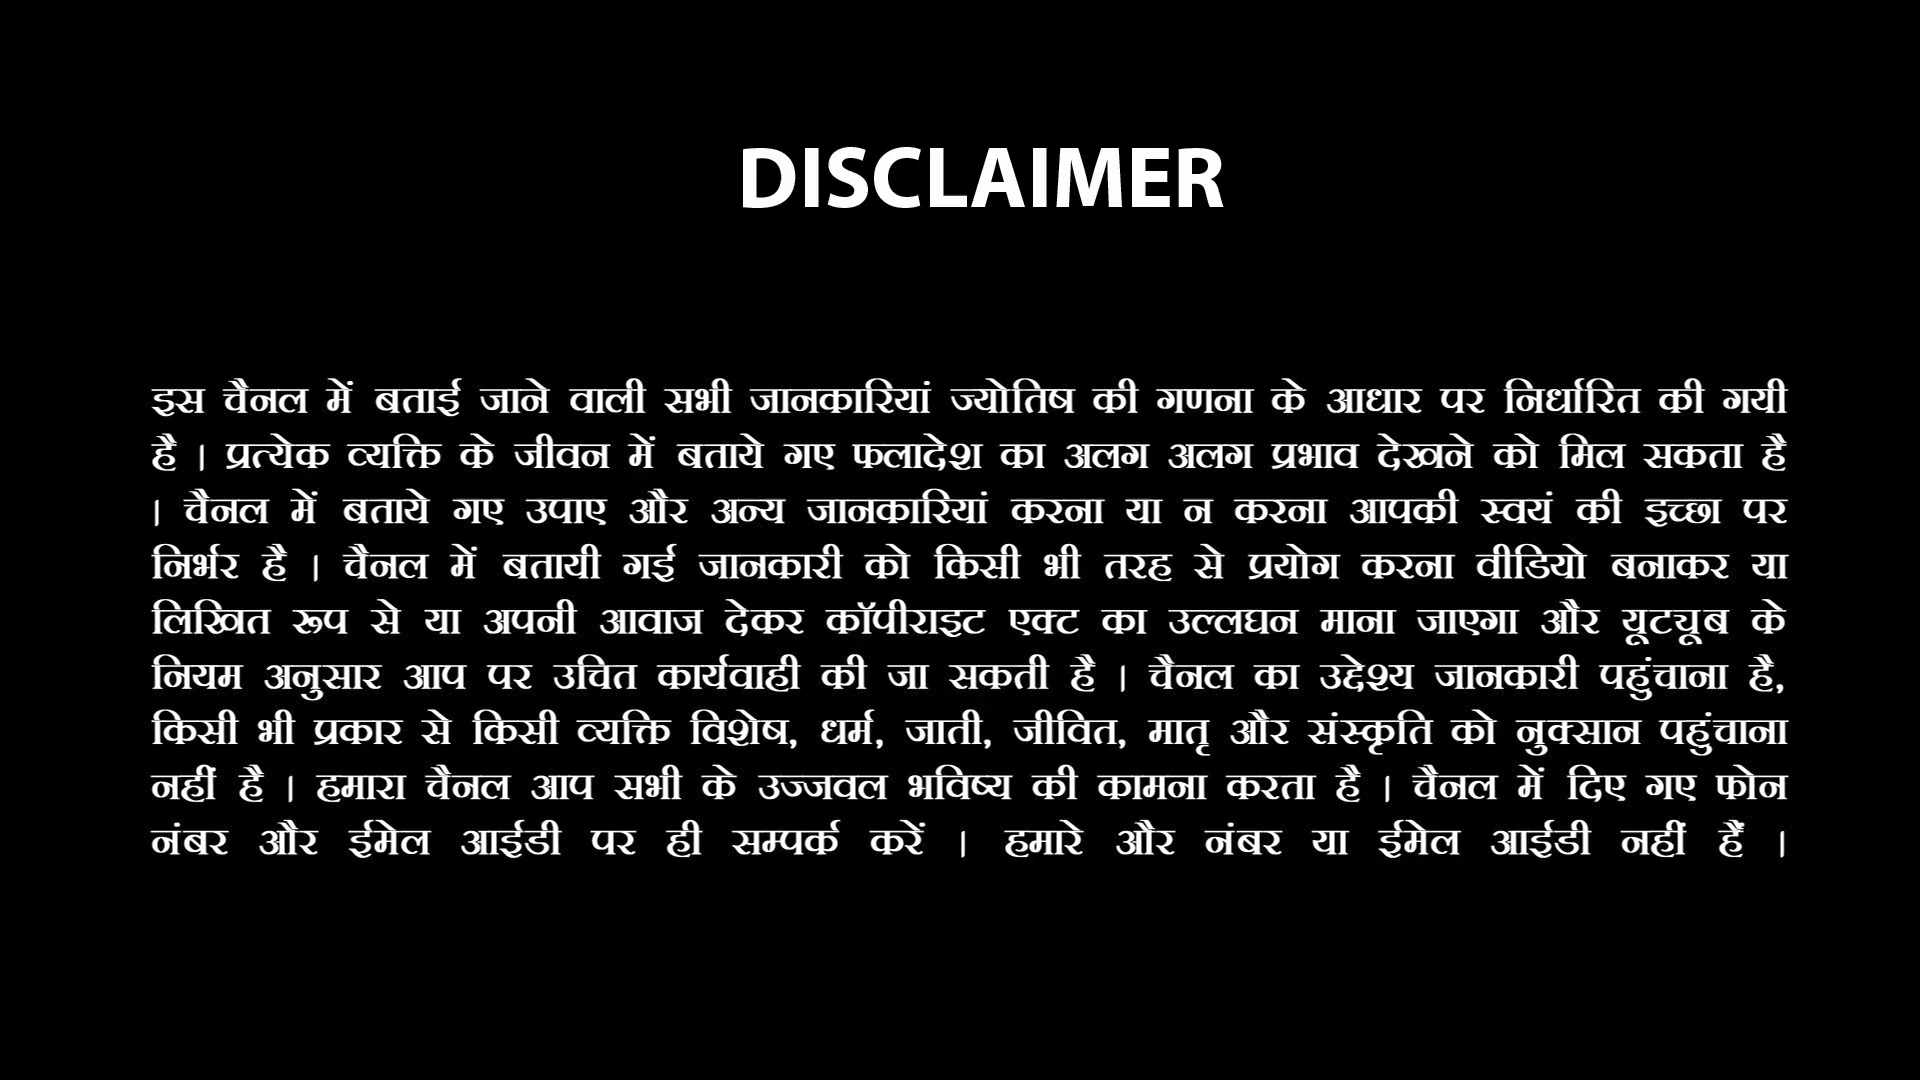 DISCLAIMER
इस चैनल में बताई जाने वाली सभी जानकारियां ज्योतिष की गणना के आधार पर निर्धारित की गयी
है । प्रत्येक व्यक्ति के जीवन में बताये गए फलादेश का अलग अलग प्रभाव देखने को मिल सकता है
। चैनल में बताये गए उपाए और अन्य जानकारियां करना या न करना आपकी स्वयं की इच्छा पर
निर्भर है । चैनल में बतायी गई जानकारी को किसी भी तरह से प्रयोग करना वीडियो बनाकर या
लिखित रूप से या अपनी आवाज देकर कॉपीराइट एक्ट का उल्लघन माना जाएगा और यूट्यूब के
नियम अनुसार आप पर उचित कार्यवाही की जा सकती है । चैनल का उद्देश्य जानकारी पहुंचाना है,
किसी भी प्रकार से किसी व्यक्ति विशेष, धर्म, जाती, जीवित, मातृ और संस्कृति को नुक्सान पहुंचाना
नहीं है । हमारा चैनल आप सभी के उज्जवल भविष्य की कामना करता है । चैनल में दिए गए फोन
नंबर और ईमेल आईडी पर ही सम्पर्क करें । हमारे और नंबर या ईमेल आईडी नहीं हैं ।